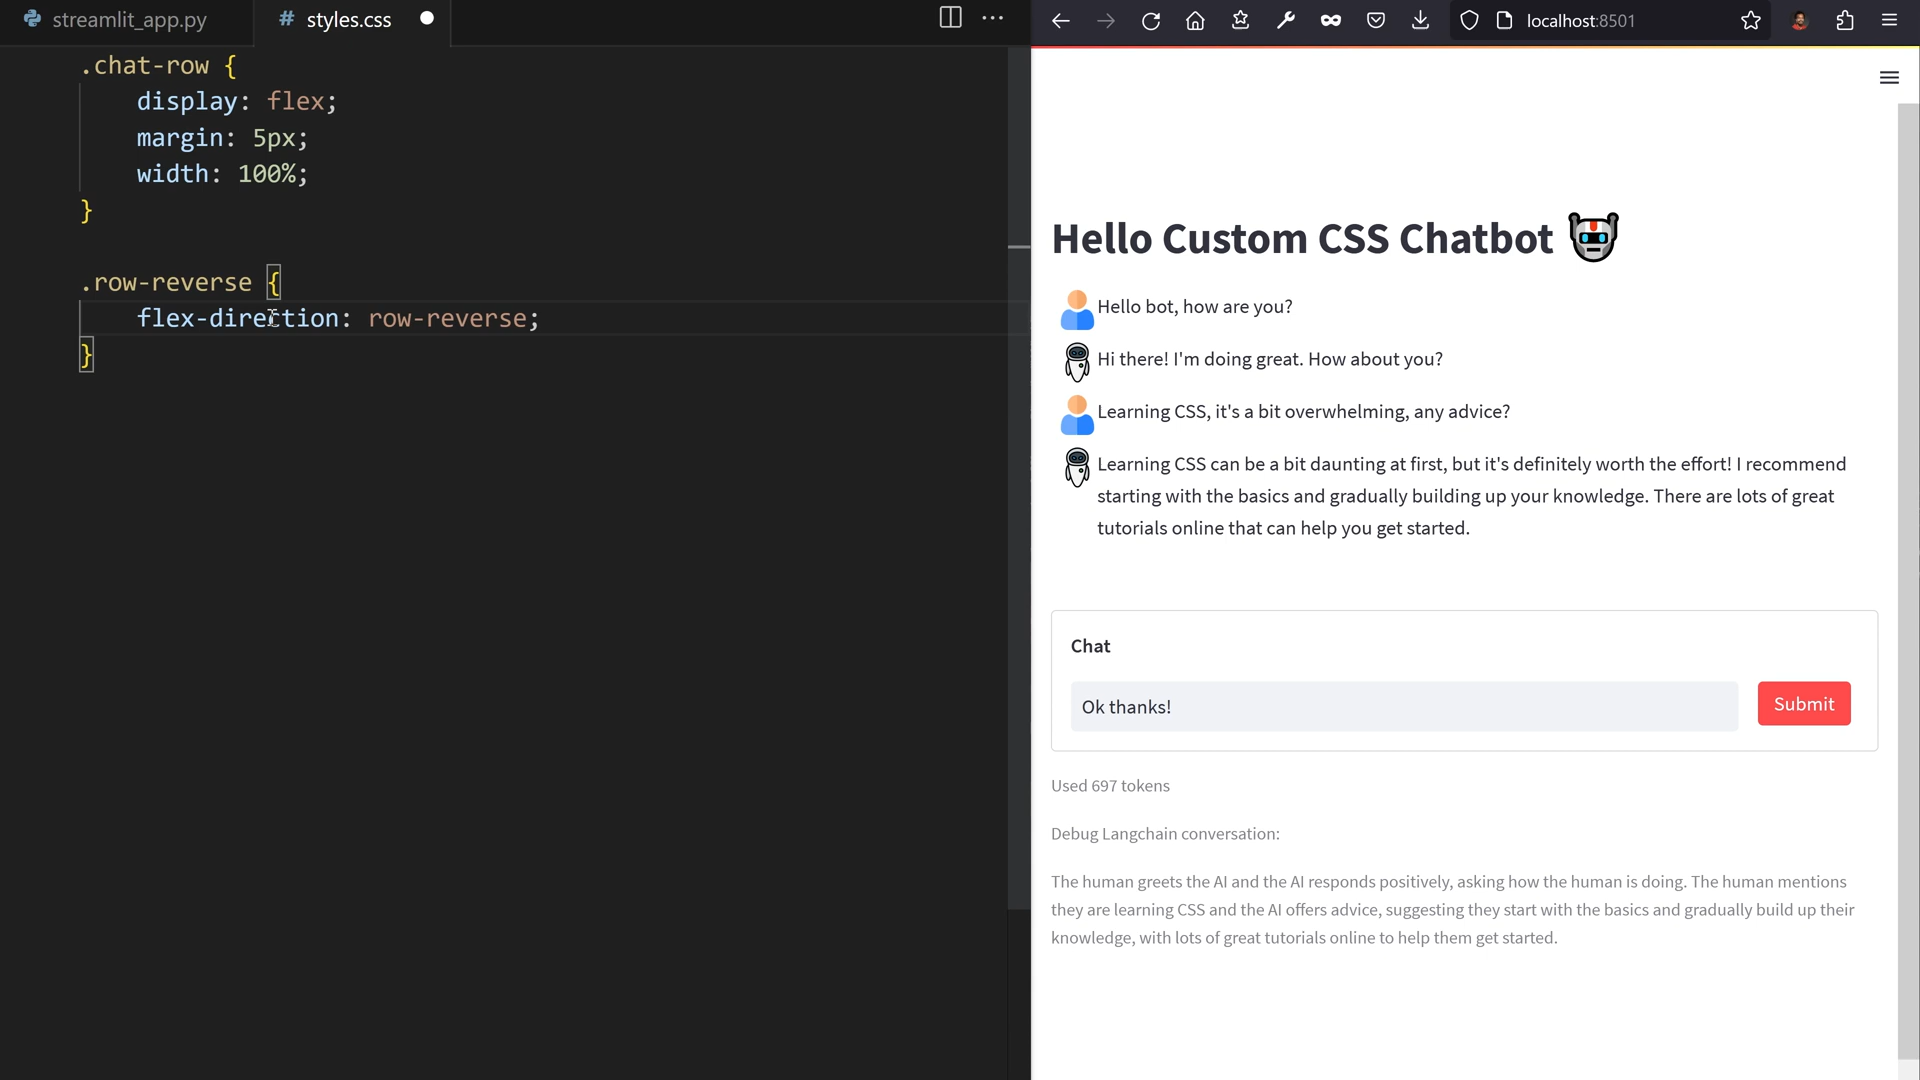 streamlit_app.py
# styles.css
localhost:8501
.chat-row {
display: flex;
margin: 5px;
width: 100%;
}
.row-reverse {
flex-direction: row-reverse;
}
Hello Custom CSS Chatbot
Hello bot, how are you?
Hi there! I'm doing great. How about you?
Learning CSS, it's a bit overwhelming, any advice?
Learning CSS can be a bit daunting at first, but it's definitely worth the effort! I recommend
starting with the basics and gradually building up your knowledge. There are lots of great
tutorials online that can help you get started.
Chat
Ok thanks!
Submit
Used 697 tokens
Debug Langchain conversation:
The human greets the AI and the AI responds positively, asking how the human is doing. The human mentions
they are learning CSS and the AI offers advice, suggesting they start with the basics and gradually build up their
knowledge, with lots of great tutorials online to help them get started.